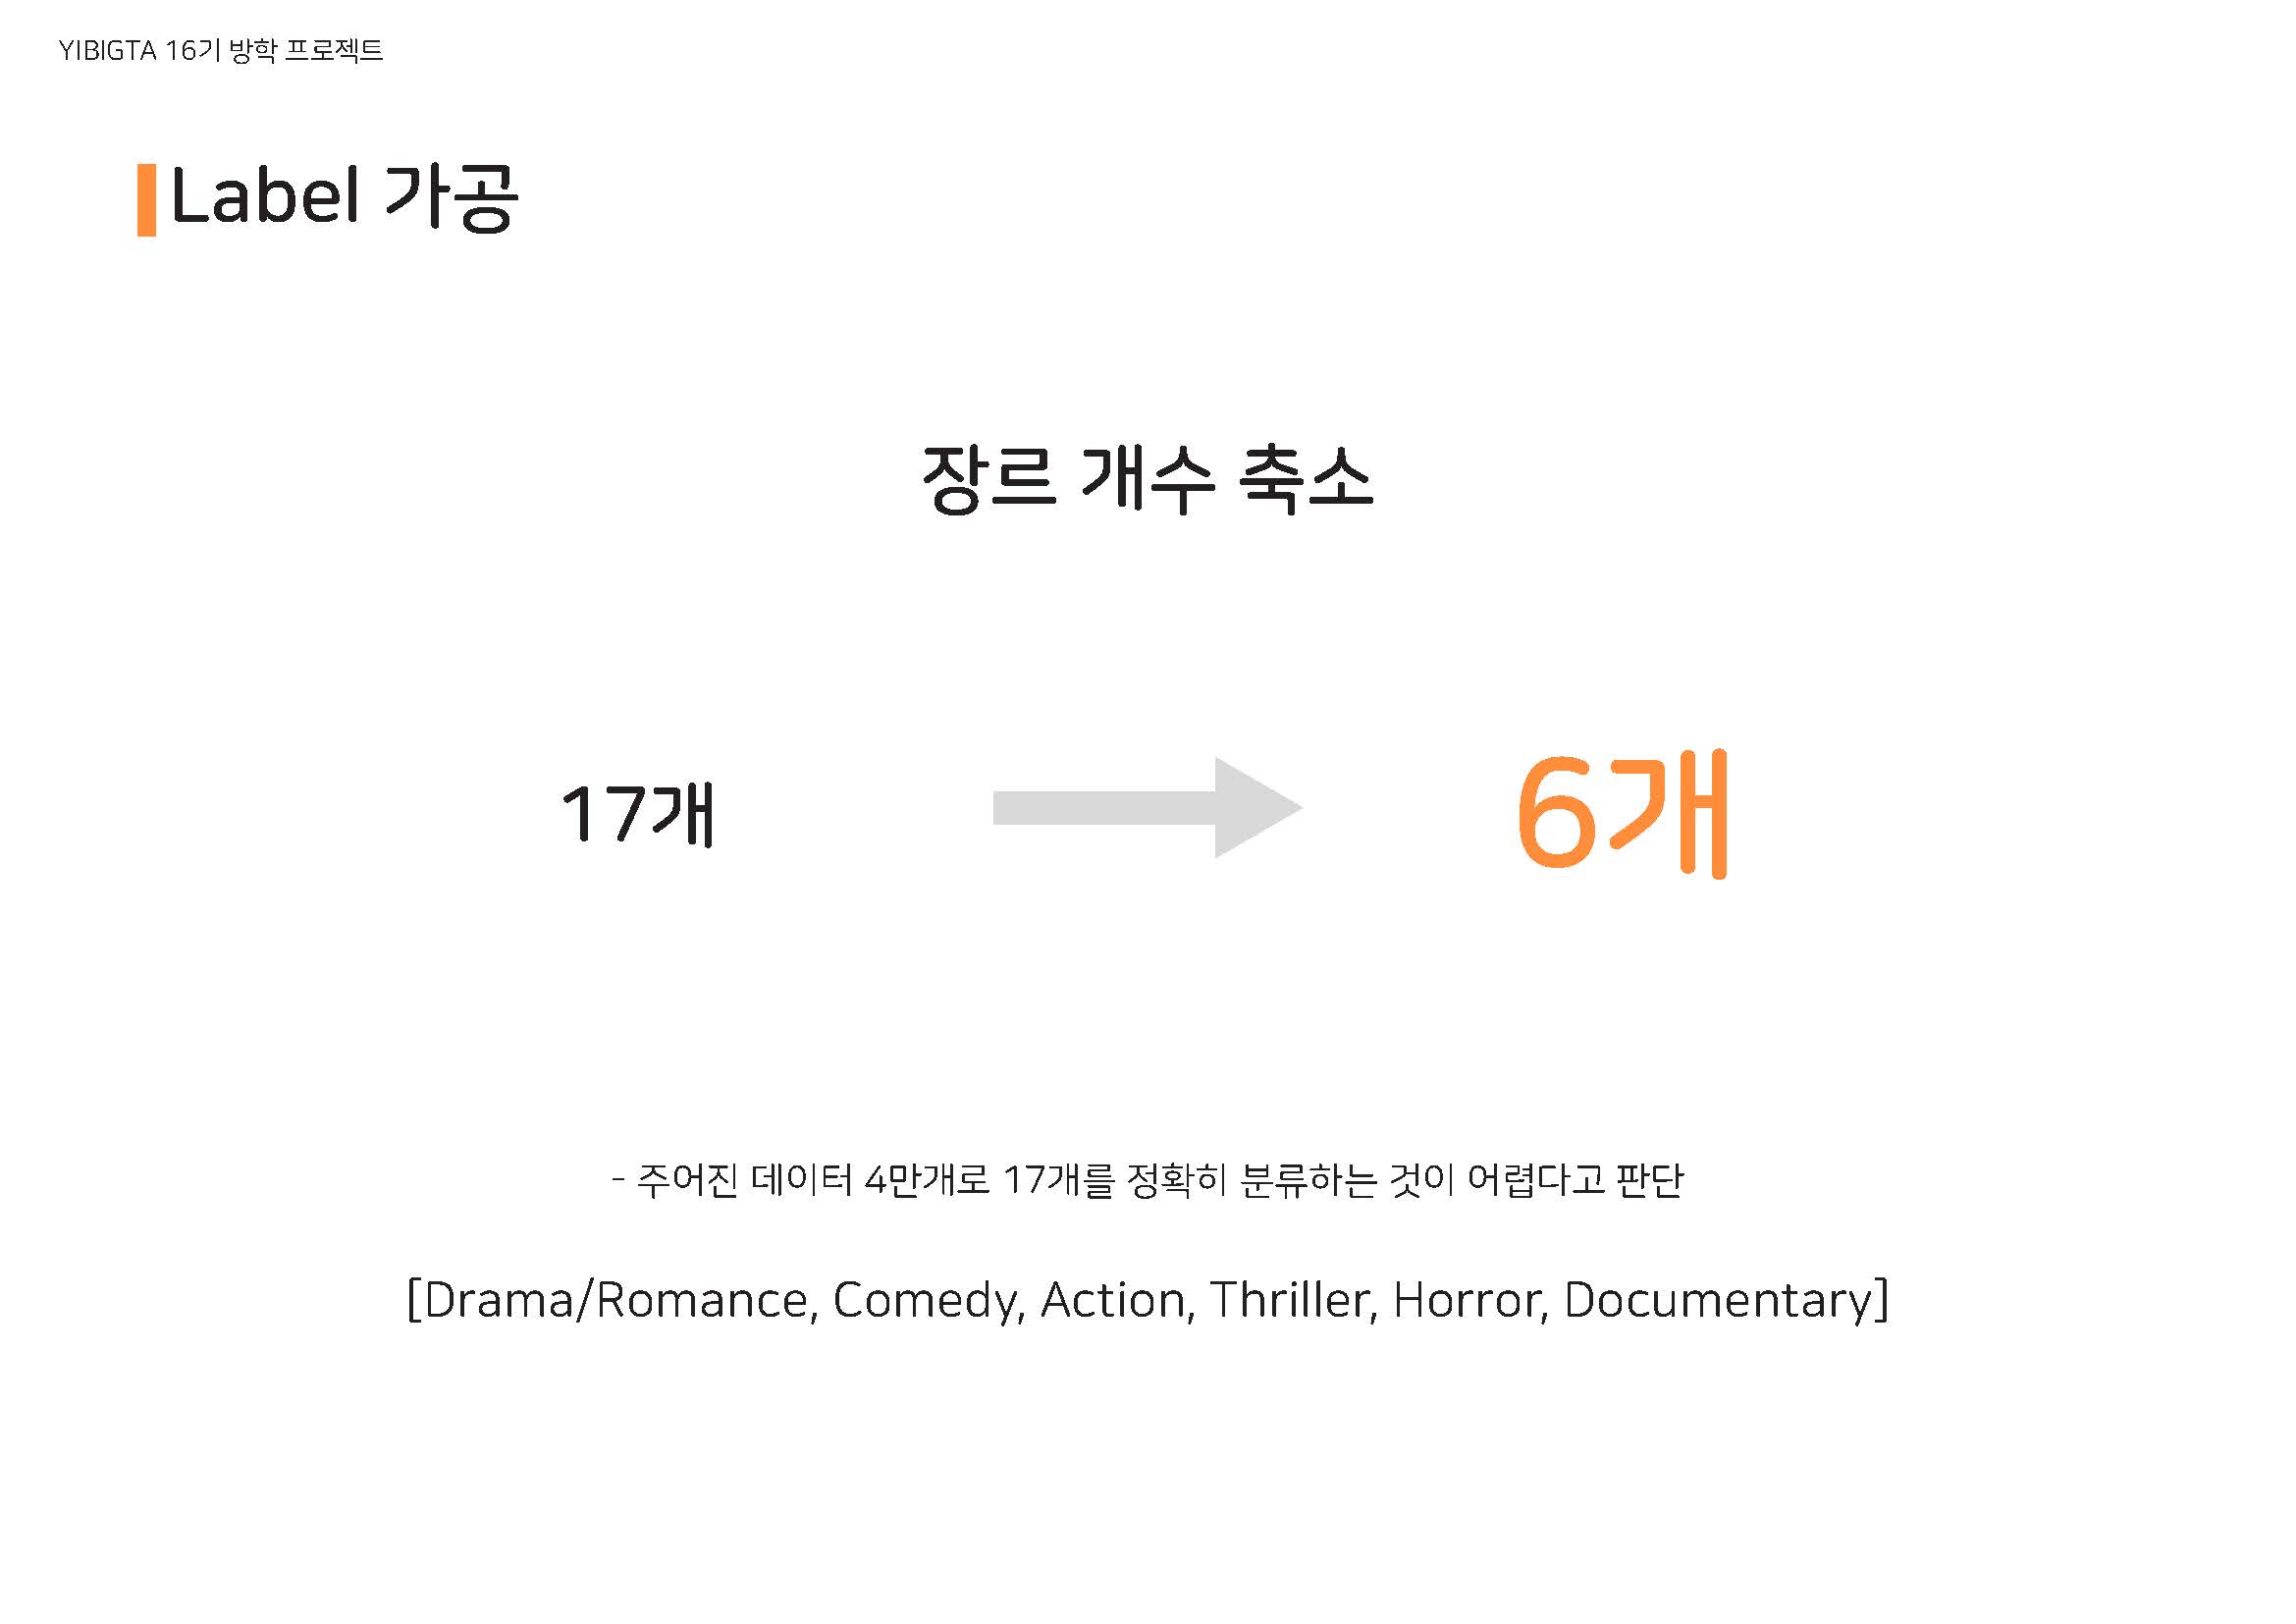 YIBIGTA 16기 방학 프로젝트
Label 가공
장르 개수 축소
17개
6개
- 주어진 데이터 4만개로 17개를 정확히 분류하는 것이 어렵다고 판단
[Drama/Romance, Comedy, Action, Thriller, Horror, Documentary]